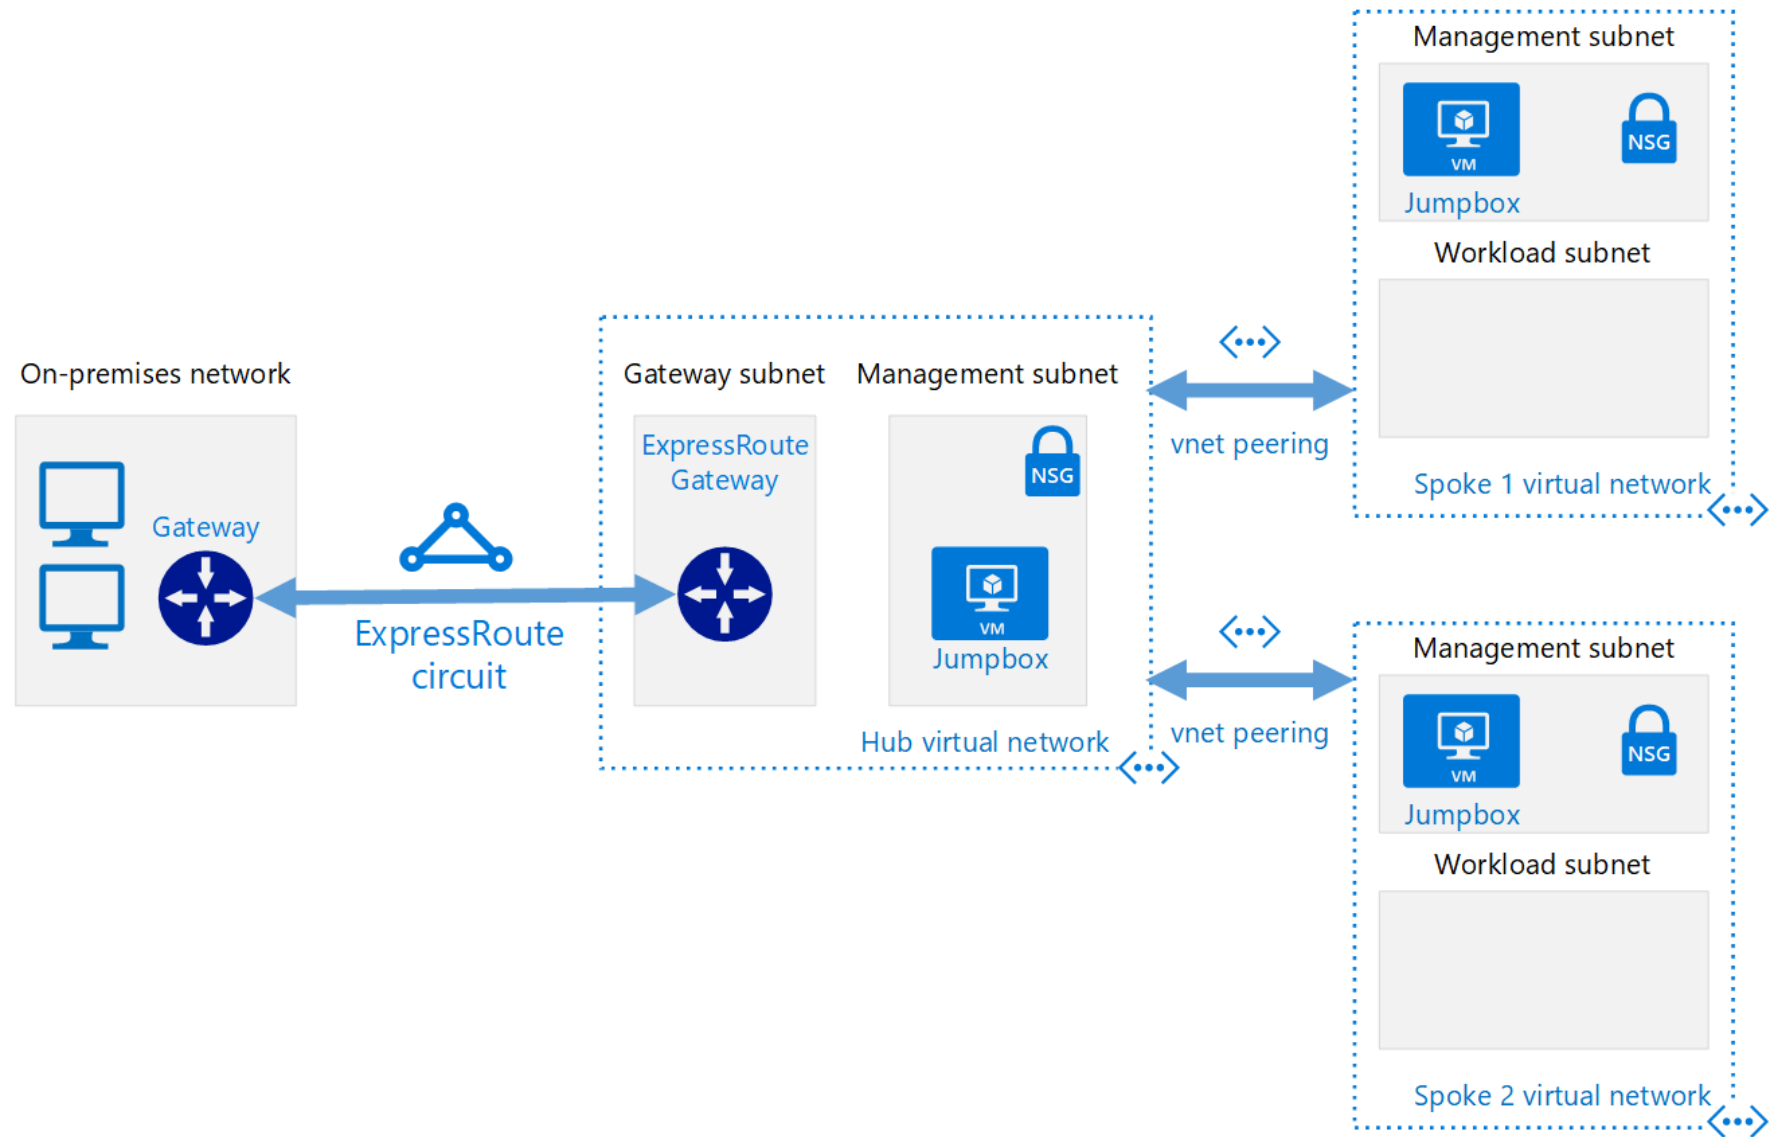 On-premises network
Gateway
ExpressRoute
circuit
Gateway subnet
ExpressRoute
Gateway
Management subnet
NSG
VM
Jumpbox
Hub virtual network
vnet peering
vnet peering
Management subnet
VM
NSG
Jumpbox
Workload subnet
Spoke 1 virtual network
Management subnet
VM
NSG
Jumpbox
Workload subnet
Spoke 2 virtual network